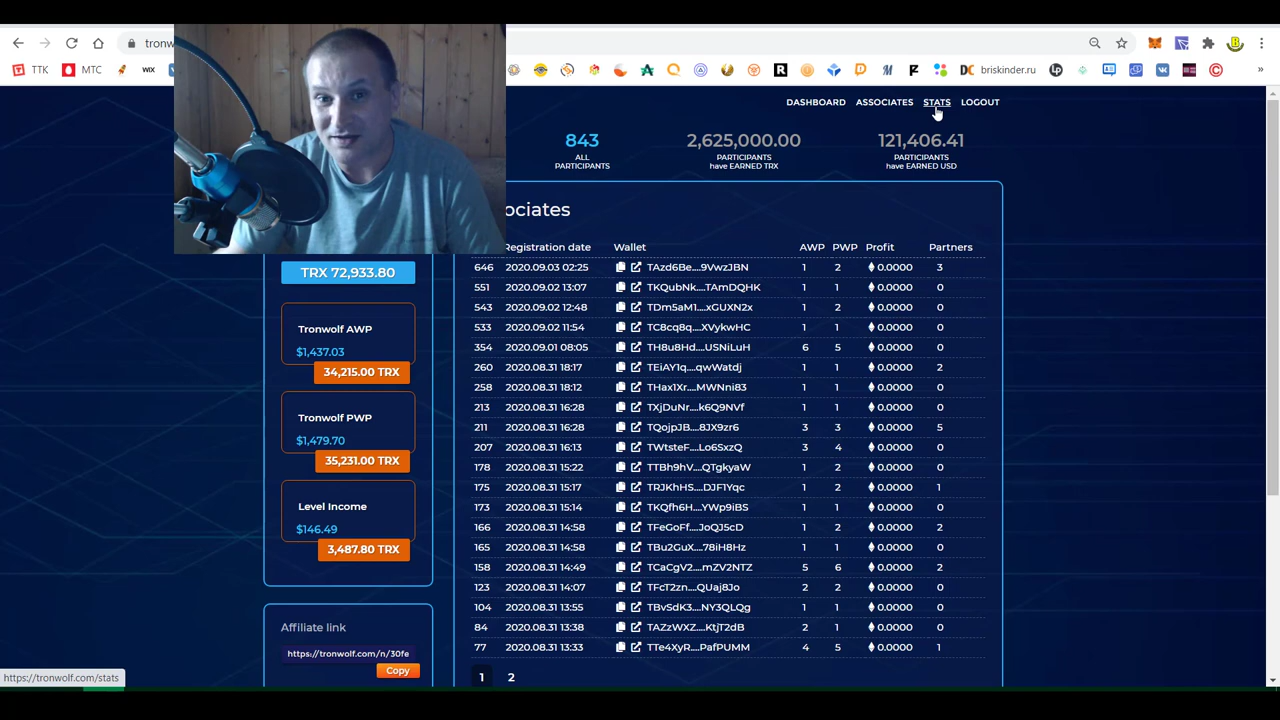 tronw
TTK
МТС
WIX
briskinder.ru
DASHBOARD
ASSOCIATES
STATS
LOGOUT
843
ALL
PARTICIPANTS
2,625,000.00
PARTICIPANTS
have EARNED TRX
121,406.41
PARTICIPANTS
have EARNED USD
ociates
TRX 72,933.80
Tronwolf AWP
$1,437.03
34,215.00 TRX
Tronwolf PWP
$1,479.70
35,231.00 TRX
Level Income
$146.49
3,487.80 TRX
Affiliate link
https://tronwolf.com/n/30fe
Copy
Registration date Wallet AWP PWP Profit Partners
646 2020.09.03 02:25 TAzd6Be....9VwzJBN 1 2 0.0000 3
551 2020.09.02 13:07 TKQubNk....TAmDQHK 1 1 0.0000 0
543 2020.09.02 12:48 TDm5aM1....xGUXN2x 1 2 0.0000 0
533 2020.09.02 11:54 TC8cq8q....XVykwHC 1 1 0.0000 0
354 2020.09.01 08:05 TH8u8Hd....USNiLuH 6 5 0.0000 0
260 2020.08.31 18:17 TEiAY1q....qwWatdj 1 1 0.0000 2
258 2020.08.31 18:12 THax1Xr....MWNni83 1 1 0.0000 0
213 2020.08.31 16:28 TXjDuNr....k6Q9NVf 1 1 0.0000 0
211 2020.08.31 16:28 TQojpJB....8JX9zr6 3 3 0.0000 5
207 2020.08.31 16:13 TWtsteF....Lo6SxzQ 3 4 0.0000 0
178 2020.08.31 15:22 TTBh9hV....QTgkyaW 1 2 0.0000 0
175 2020.08.31 15:17 TRJKhHS....DJF1Yqc 1 2 0.0000 1
173 2020.08.31 15:14 TKQfh6H....YWp9iBS 1 1 0.0000 0
166 2020.08.31 14:58 TFeGoFf....JoQJ5cD 1 2 0.0000 2
165 2020.08.31 14:58 TBu2GuX....78iH8Hz 1 1 0.0000 0
158 2020.08.31 14:49 TCaCgV2....mZV2NTZ 5 6 0.0000 2
123 2020.08.31 14:07 TFcT2zn....QUaj8Jo 2 2 0.0000 0
104 2020.08.31 13:55 TBvSdK3....NY3QLQg 1 1 0.0000 0
84 2020.08.31 13:38 TAZzWXZ....KtjT2dB 2 1 0.0000 0
77 2020.08.31 13:33 TTe4XyR....PafPUMM 4 5 0.0000 1
1 2
https://tronwolf.com/stats